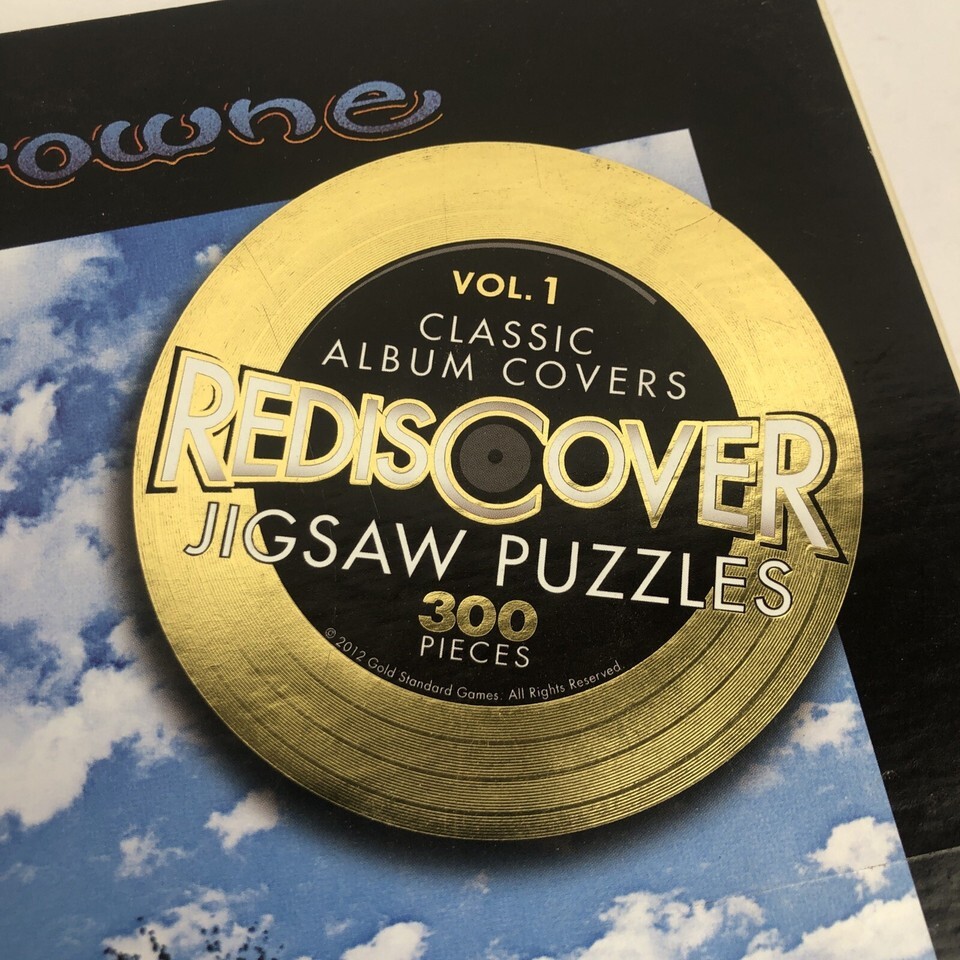 owne
VOL. 1
CLASSIC
ALBUM COVERS
REDISCOVER
JIGSAW PUZZLES
300
PIECES
© 2012 Gold Standard Games. All Rights Reserved.